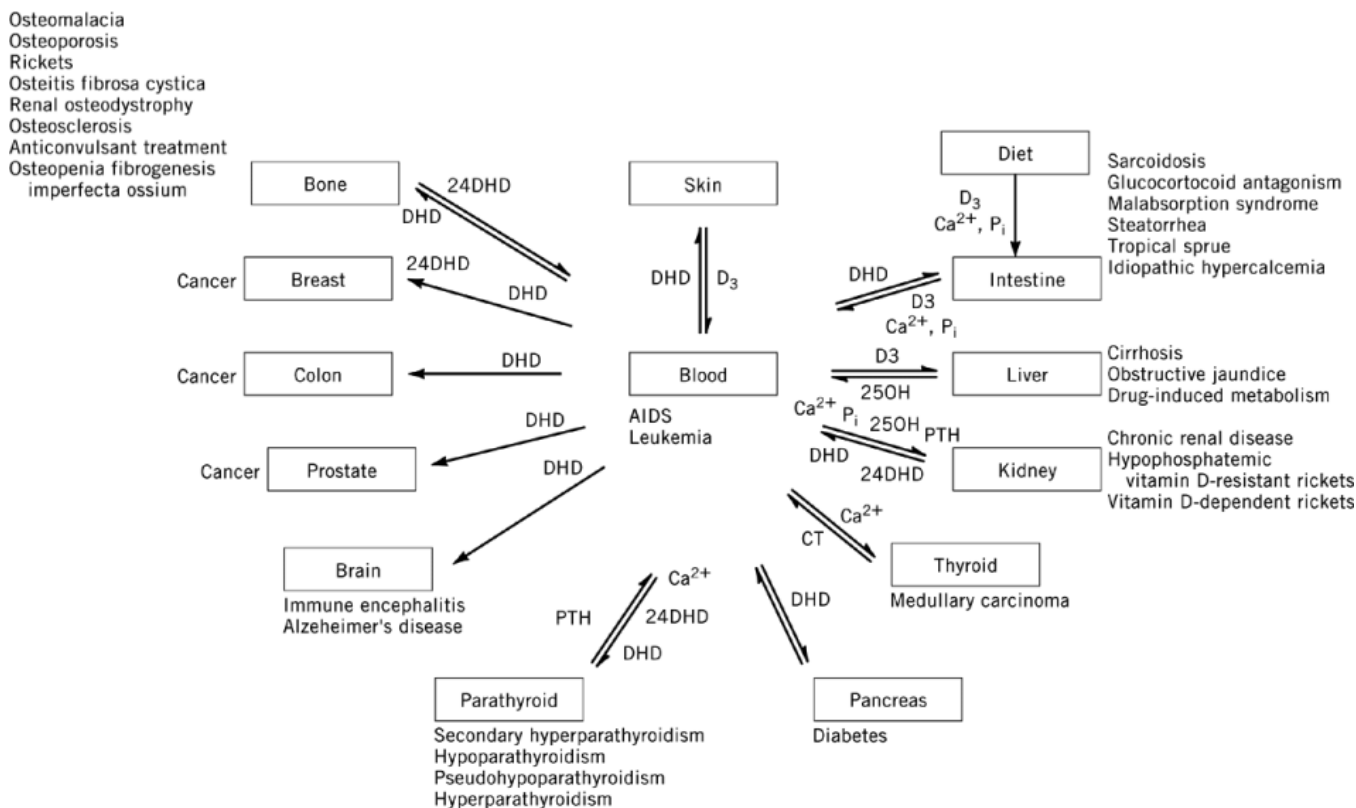 Osteomalacia
Osteoporosis
Rickets
Osteitis fibrosa cystica
Renal osteodystrophy
Osteosclerosis
Anticonvulsant treatment
Osteopenia fibrogenesis
imperfecta ossium
Bone
24DHD
DHD
Skin
DHD
D3
Diet
D3
Ca2+, Pi
Sarcoidosis
Glucocortocoid antagonism
Malabsorption syndrome
Steatorrhea
Tropical sprue
Idiopathic hypercalcemia
Cancer
Breast
24DHD
DHD
DHD
D3
Ca2+, Pi
Intestine
Cancer
Colon
DHD
Blood
AIDS
Leukemia
D3
25OH
Liver
Cirrhosis
Obstructive jaundice
Drug-induced metabolism
Cancer
Prostate
DHD
Ca2+ Pi
25OH
PTH
DHD
24DHD
Kidney
Chronic renal disease
Hypophosphatemic
vitamin D-resistant rickets
Vitamin D-dependent rickets
DHD
Brain
Immune encephalitis
Alzeheimer's disease
Ca2+
CT
Thyroid
Medullary carcinoma
Ca2+
PTH
24DHD
DHD
Parathyroid
Secondary hyperparathyroidism
Hypoparathyroidism
Pseudohypoparathyroidism
Hyperparathyroidism
DHD
Pancreas
Diabetes